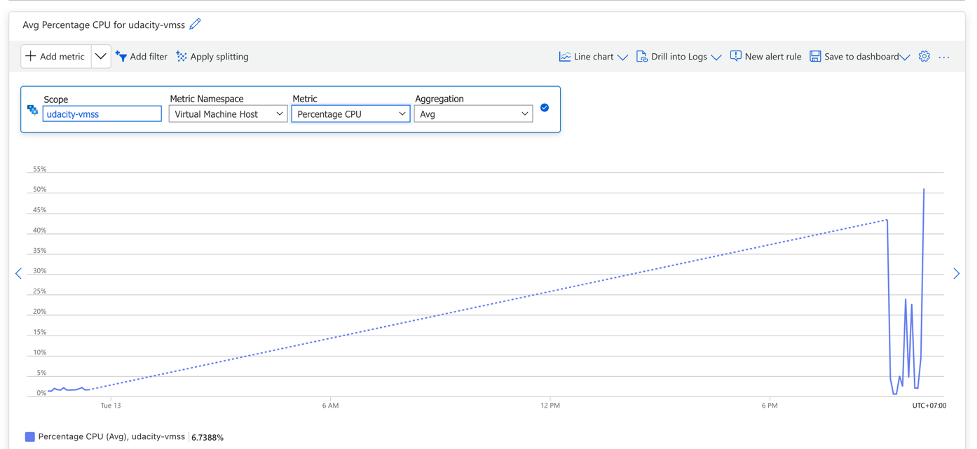 Avg Percentage CPU for udacity-vmss
Add metric Add filter Apply splitting Line chart Drill into Logs New alert rule Save to dashboard ...
Scope Metric Namespace Metric Aggregation
udacity-vmss Virtual Machine Host Percentage CPU Avg
55%
50%
45%
40%
35%
30%
25%
20%
15%
10%
5%
0%
Tue 13 6 AM 12 PM 6 PM UTC+07:00
Percentage CPU (Avg), udacity-vmss 6.7388%